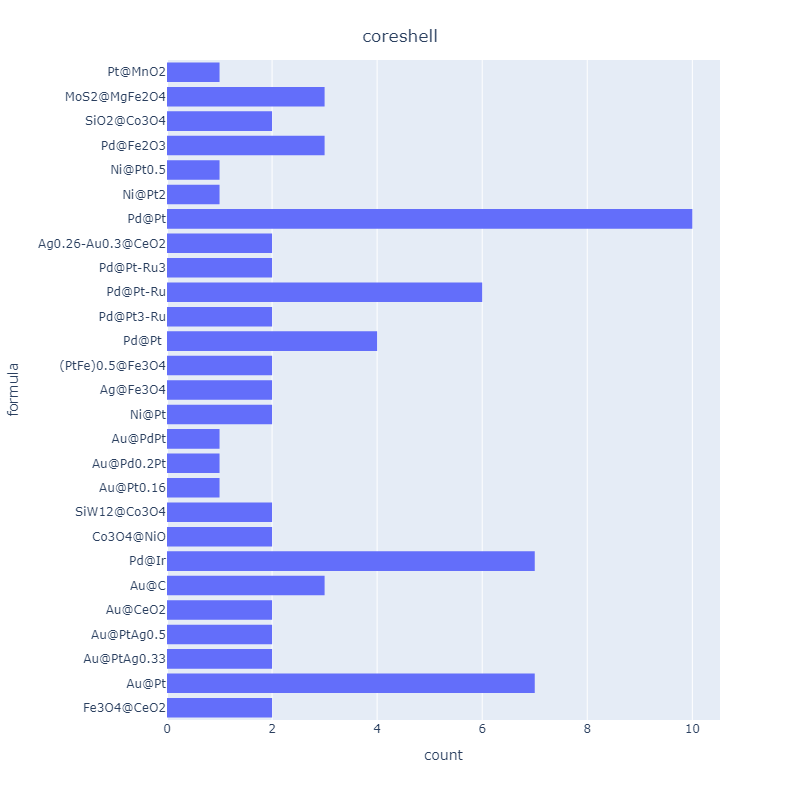 coreshell
Pt@MnO2
MoS2@MgFe2O4
SiO2@Co3O4
Pd@Fe2O3
Ni@Pt0.5
Ni@Pt2
Pd@Pt
Ag0.26-Au0.3@CeO2
Pd@Pt-Ru3
Pd@Pt-Ru
Pd@Pt3-Ru
Pd@Pt
(PtFe)0.5@Fe3O4
Ag@Fe3O4
Ni@Pt
Au@PdPt
Au@Pd0.2Pt
Au@Pt0.16
SiW12@Co3O4
Co3O4@NiO
Pd@Ir
Au@C
Au@CeO2
Au@PtAg0.5
Au@PtAg0.33
Au@Pt
Fe3O4@CeO2
formula
0 2 4 6 8 10
count